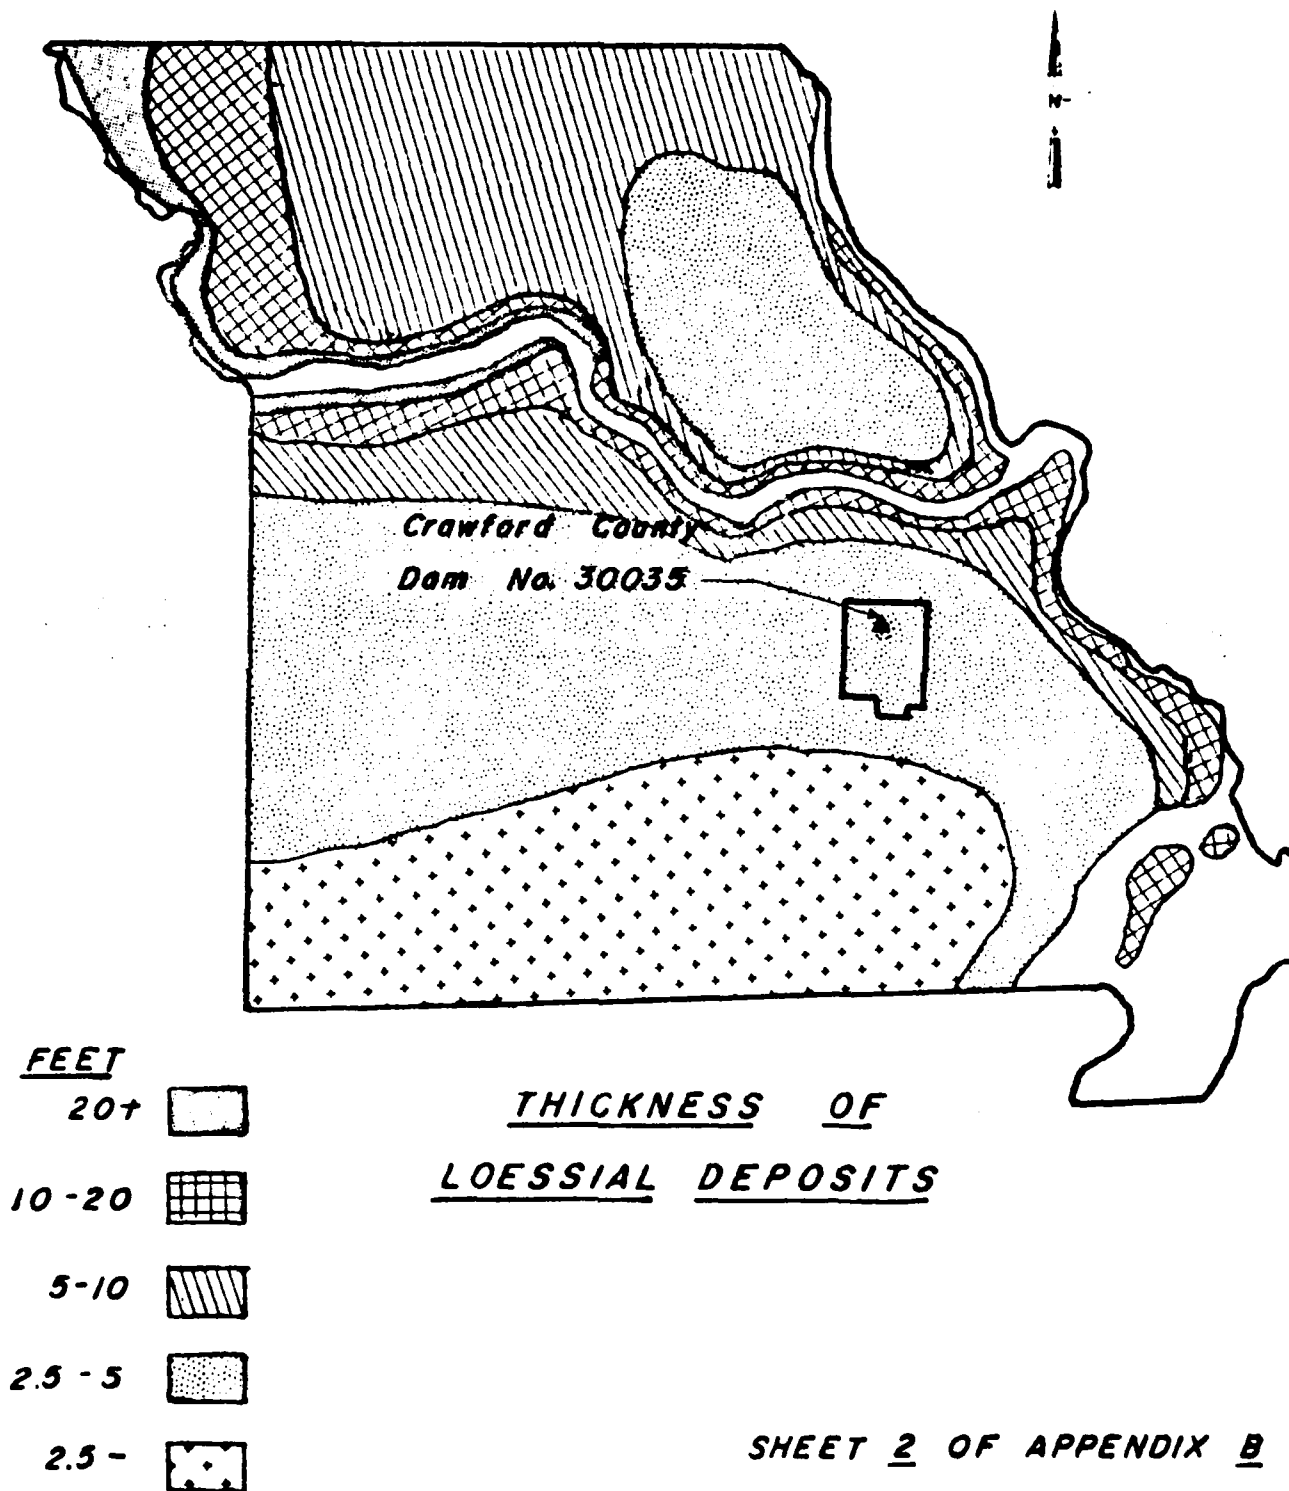 N
Crawford County
Dam No. 30035
FEET
20+
10-20
5-10
2.5-5
2.5-
THICKNESS OF
LOESSIAL DEPOSITS
SHEET 2 OF APPENDIX B